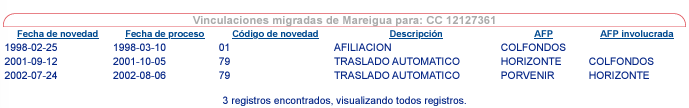 Vinculaciones migradas de Mareigua para: CC 12127361
Fecha de novedad Fecha de proceso Código de novedad Descripción AFP AFP involucrada
1998-02-25 1998-03-10 01 AFILIACION COLFONDOS
2001-09-12 2001-10-05 79 TRASLADO AUTOMATICO HORIZONTE COLFONDOS
2002-07-24 2002-08-06 79 TRASLADO AUTOMATICO PORVENIR HORIZONTE
3 registros encontrados, visualizando todos registros.